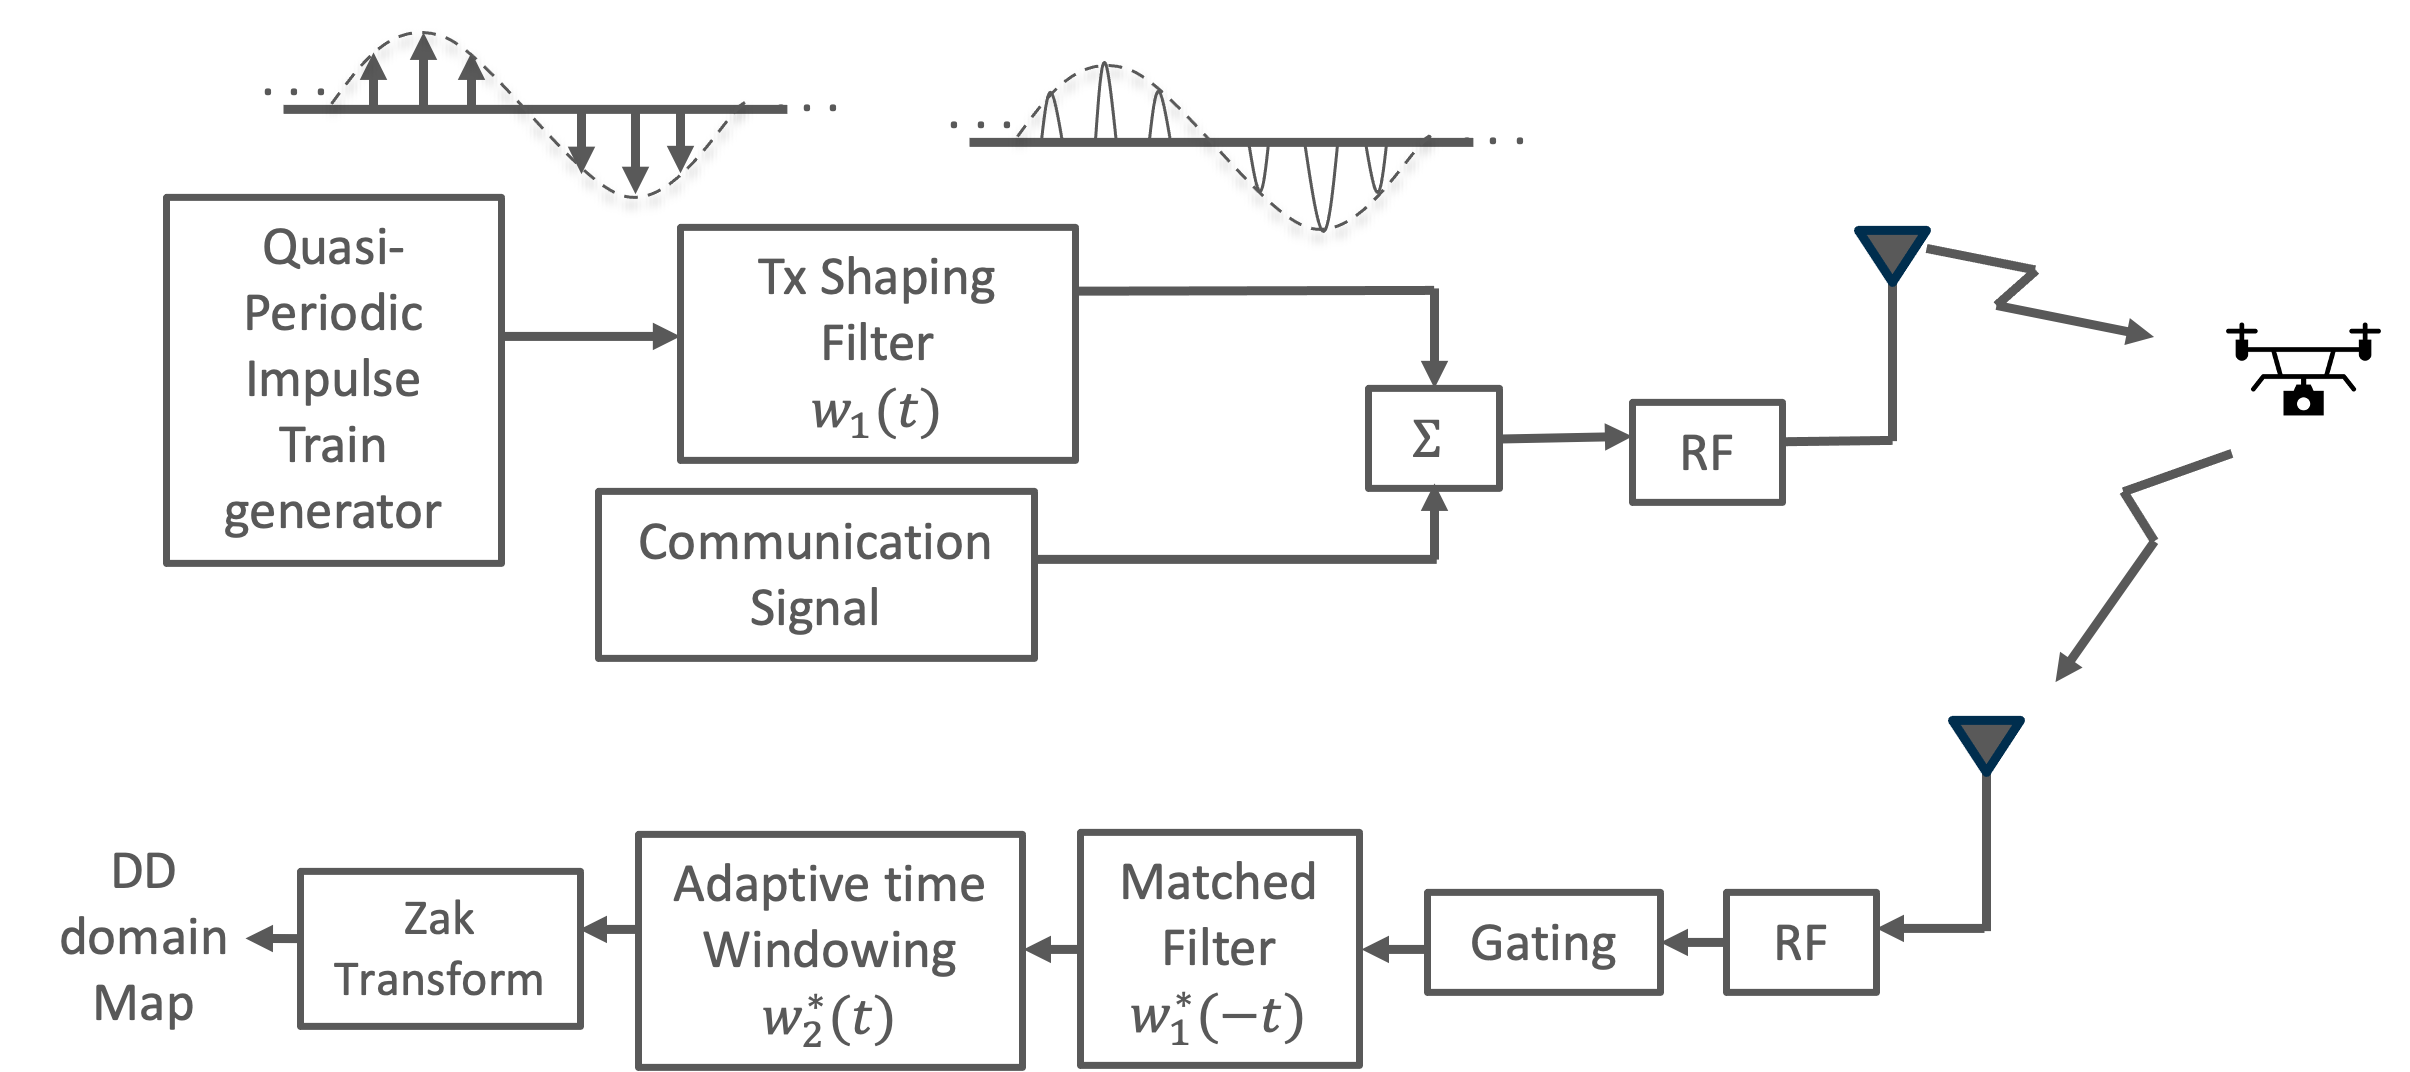 Quasi-
Periodic
Impulse
Train
generator
Tx Shaping
Filter
w₁(t)
Communication
Signal
Σ
RF
DD
domain
Map
Zak
Transform
Adaptive time
Windowing
w₂*(t)
Matched
Filter
w₁*(−t)
Gating
RF